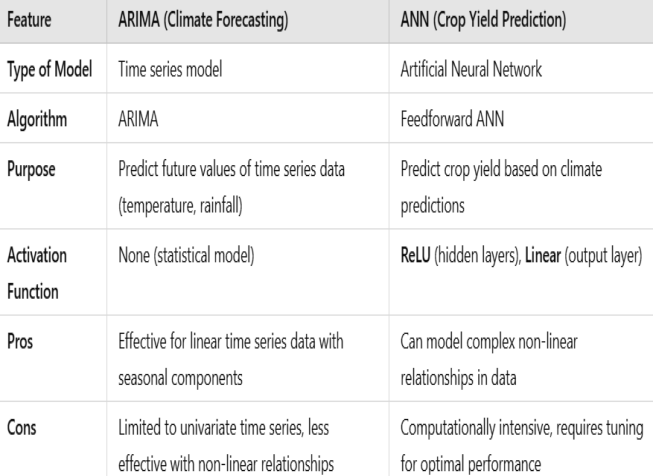 Feature ARIMA (Climate Forecasting) ANN (Crop Yield Prediction)
Type of Model Time series model Artificial Neural Network
Algorithm ARIMA Feedforward ANN
Purpose Predict future values of time series data Predict crop yield based on climate
(temperature, rainfall) predictions
Activation None (statistical model) ReLU (hidden layers), Linear (output layer)
Function
Pros Effective for linear time series data with Can model complex non-linear
seasonal components relationships in data
Cons Limited to univariate time series, less Computationally intensive, requires tuning
effective with non-linear relationships for optimal performance